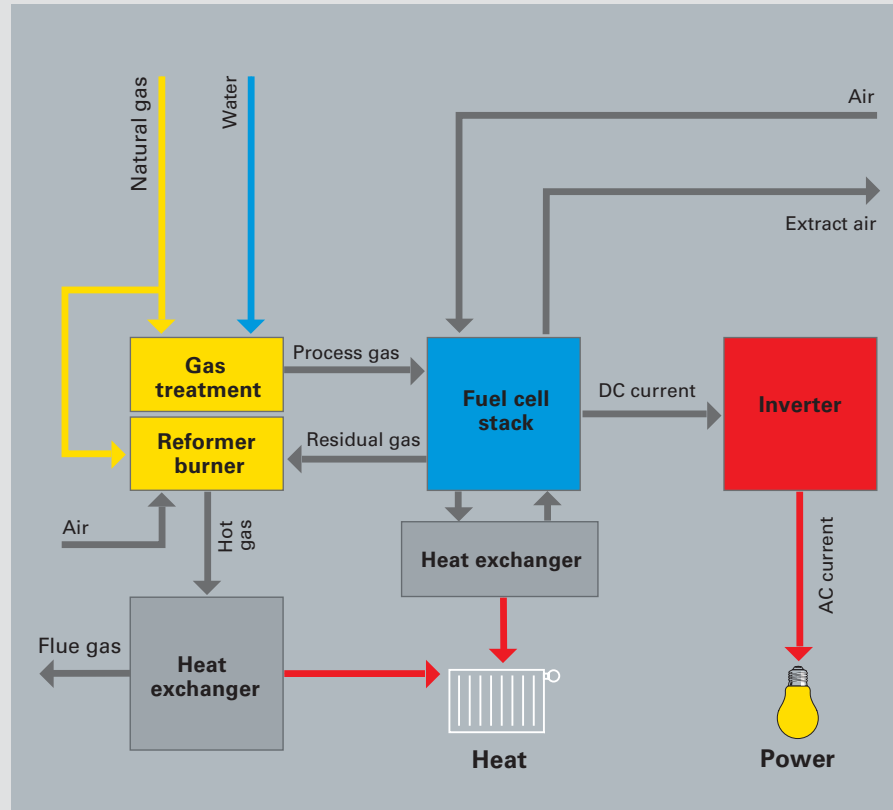 Natural gas
Water
Air
Extract air
Gas
treatment
Process gas
Fuel cell
stack
DC current
Inverter
Reformer
burner
Residual gas
Air
Hot
gas
Heat exchanger
AC current
Flue gas
Heat
exchanger
Heat
Power